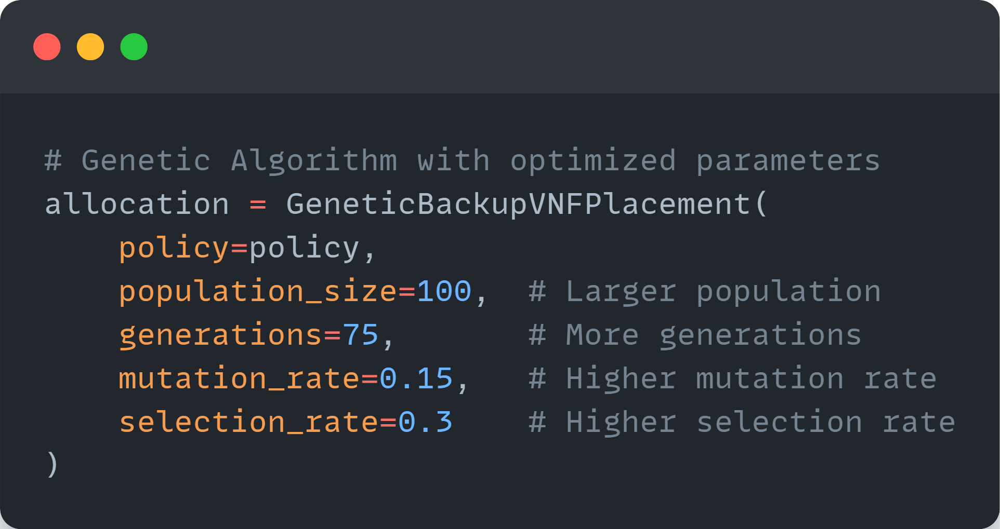 # Genetic Algorithm with optimized parameters
allocation = GeneticBackupVNFPlacement(
    policy=policy,
    population_size=100,  # Larger population
    generations=75,       # More generations
    mutation_rate=0.15,   # Higher mutation rate
    selection_rate=0.3    # Higher selection rate
)